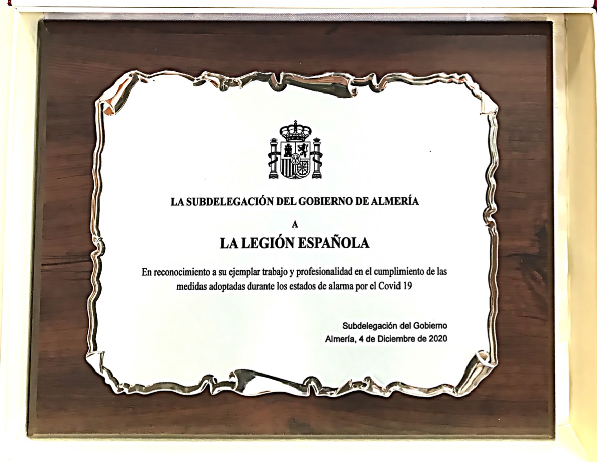 LA SUBDELEGACIÓN DEL GOBIERNO DE ALMERÍA
A
LA LEGIÓN ESPAÑOLA
En reconocimiento a su ejemplar trabajo y profesionalidad en el cumplimiento de las
medidas adoptadas durante los estados de alarma por el Covid 19
Subdelegación del Gobierno
Almería, 4 de Diciembre de 2020